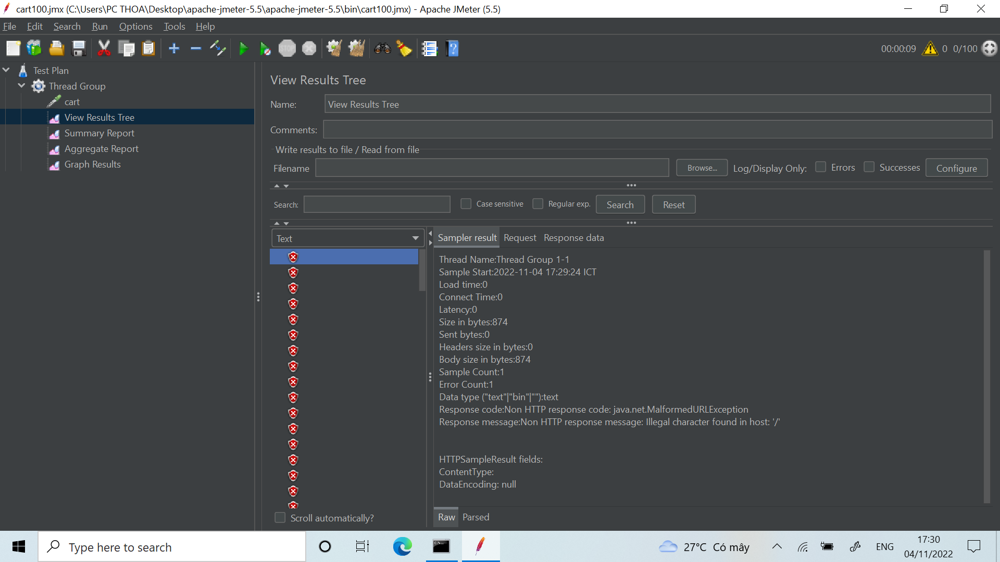 cart100.jmx (C:\Users\PC THOA\Desktop\apache-jmeter-5.5\apache-jmeter-5.5\bin\cart100.jmx) - Apache JMeter (5.5)
File Edit Search Run Options Tools Help
STOP
00:00:09 0 0/100
Test Plan
Thread Group
cart
View Results Tree
Summary Report
Aggregate Report
Graph Results
View Results Tree
Name: View Results Tree
Comments:
Write results to file / Read from file
Filename Browse... Log/Display Only: Errors Successes Configure
Search: Case sensitive Regular exp. Search Reset
Text
Sampler result Request Response data
Thread Name:Thread Group 1-1
Sample Start:2022-11-04 17:29:24 ICT
Load time:0
Connect Time:0
Latency:0
Size in bytes:874
Sent bytes:0
Headers size in bytes:0
Body size in bytes:874
Sample Count:1
Error Count:1
Data type ("text"|"bin"|""):text
Response code:Non HTTP response code: java.net.MalformedURLException
Response message:Non HTTP response message: Illegal character found in host: '/'
HTTPSampleResult fields:
ContentType:
DataEncoding: null
Scroll automatically?
Raw Parsed
Type here to search
27°C Có mây
ENG
17:30
04/11/2022